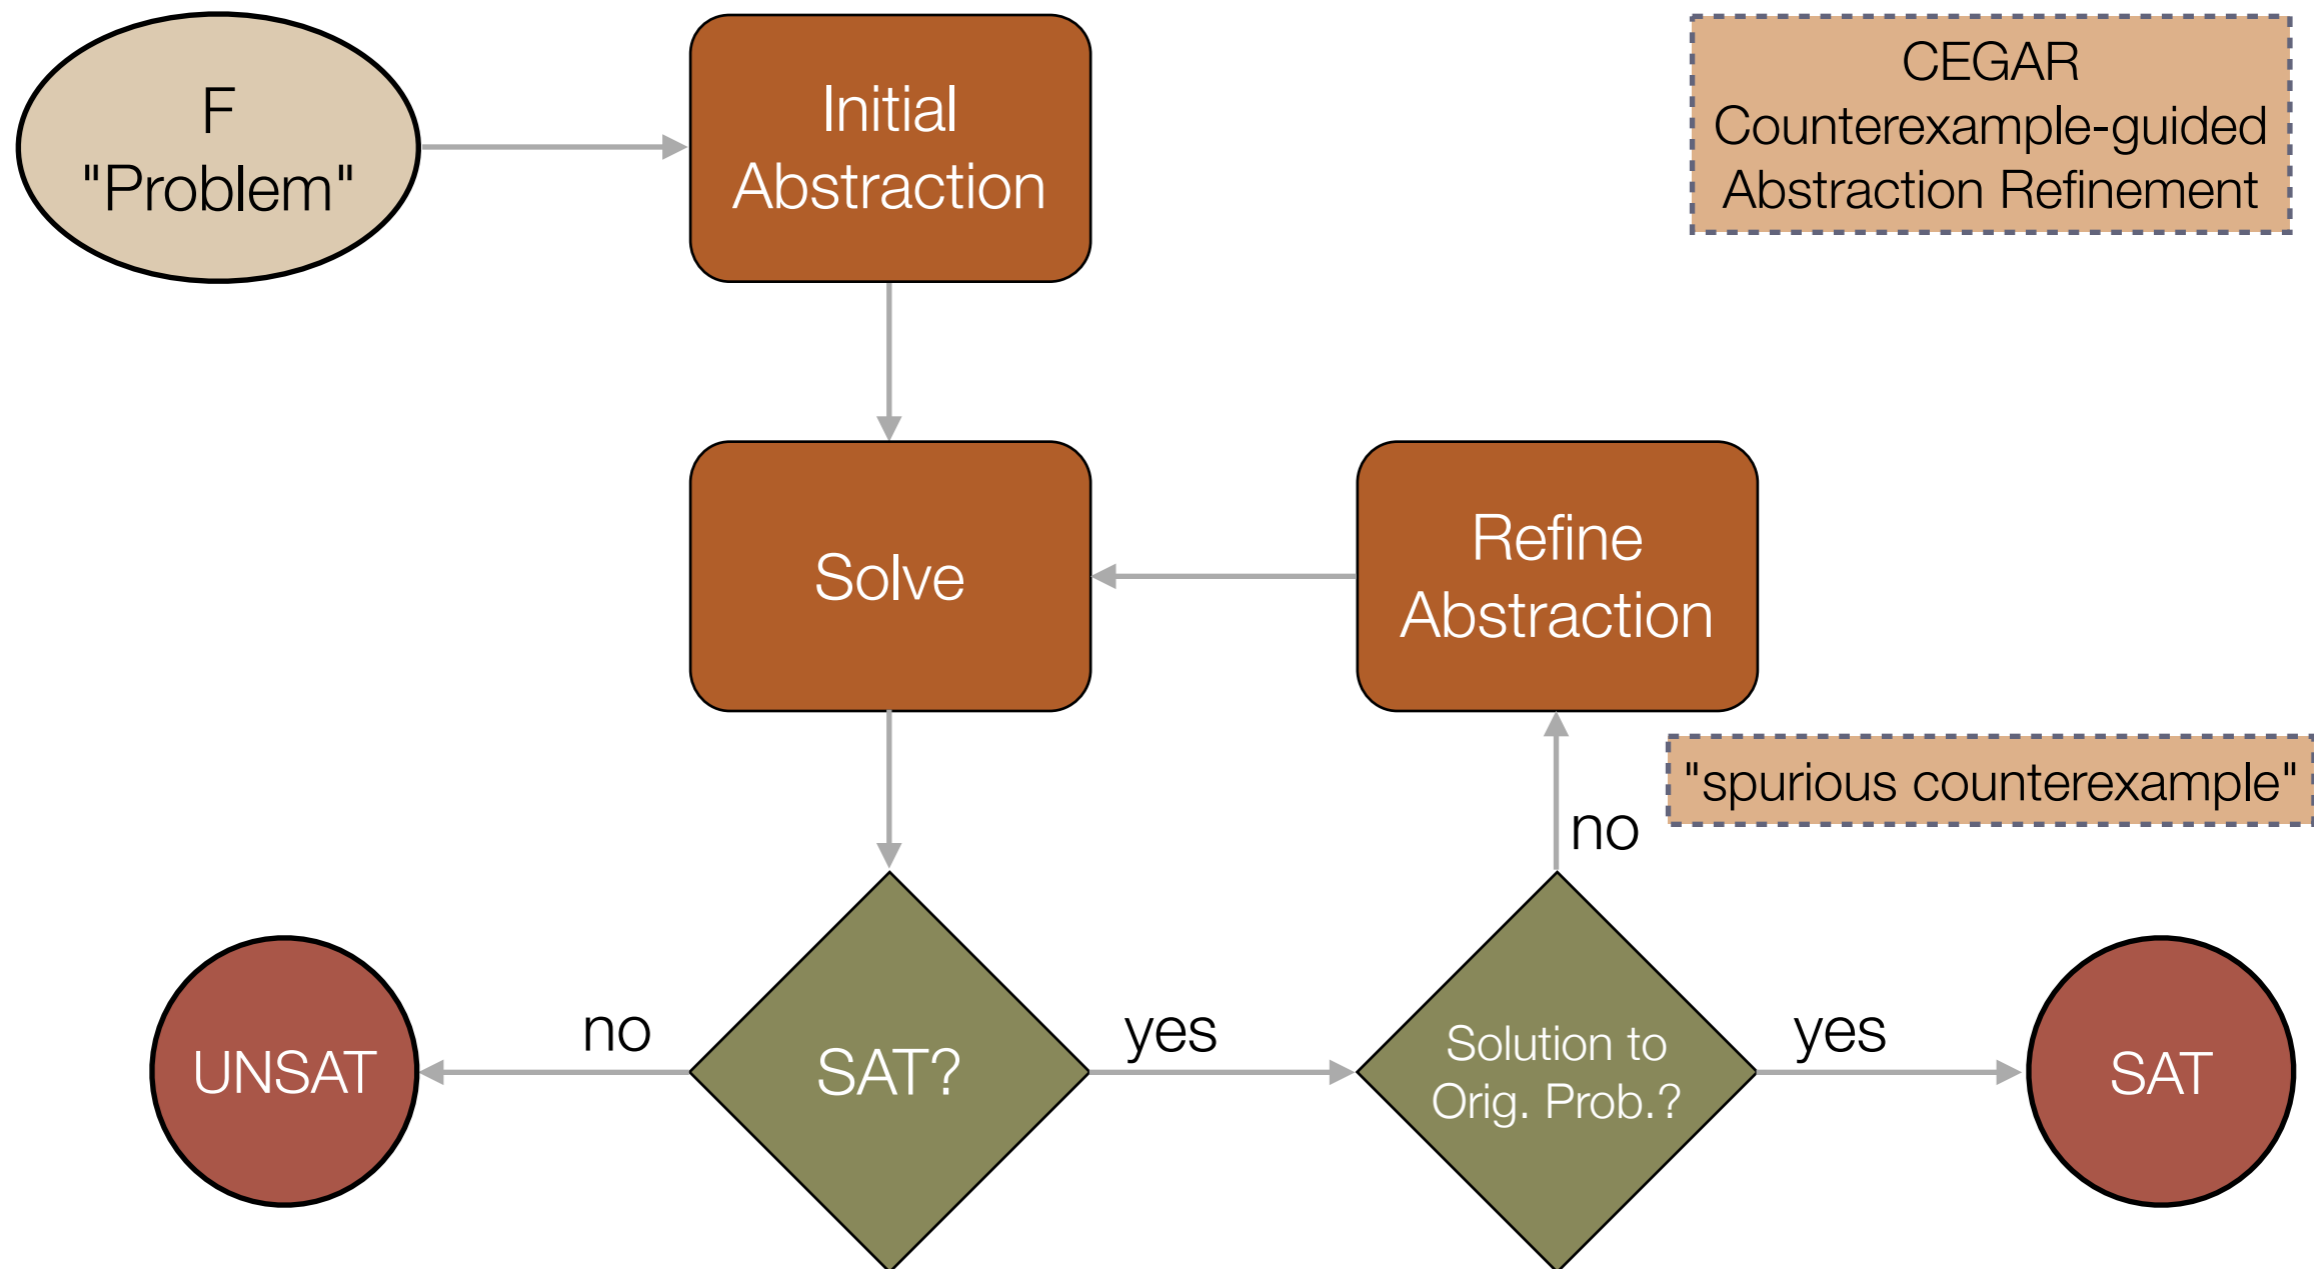 F
"Problem"
Initial
Abstraction
CEGAR
Counterexample-guided
Abstraction Refinement
Solve
Refine
Abstraction
"spurious counterexample"
no
UNSAT
no
SAT?
yes
Solution to
Orig. Prob.?
yes
SAT